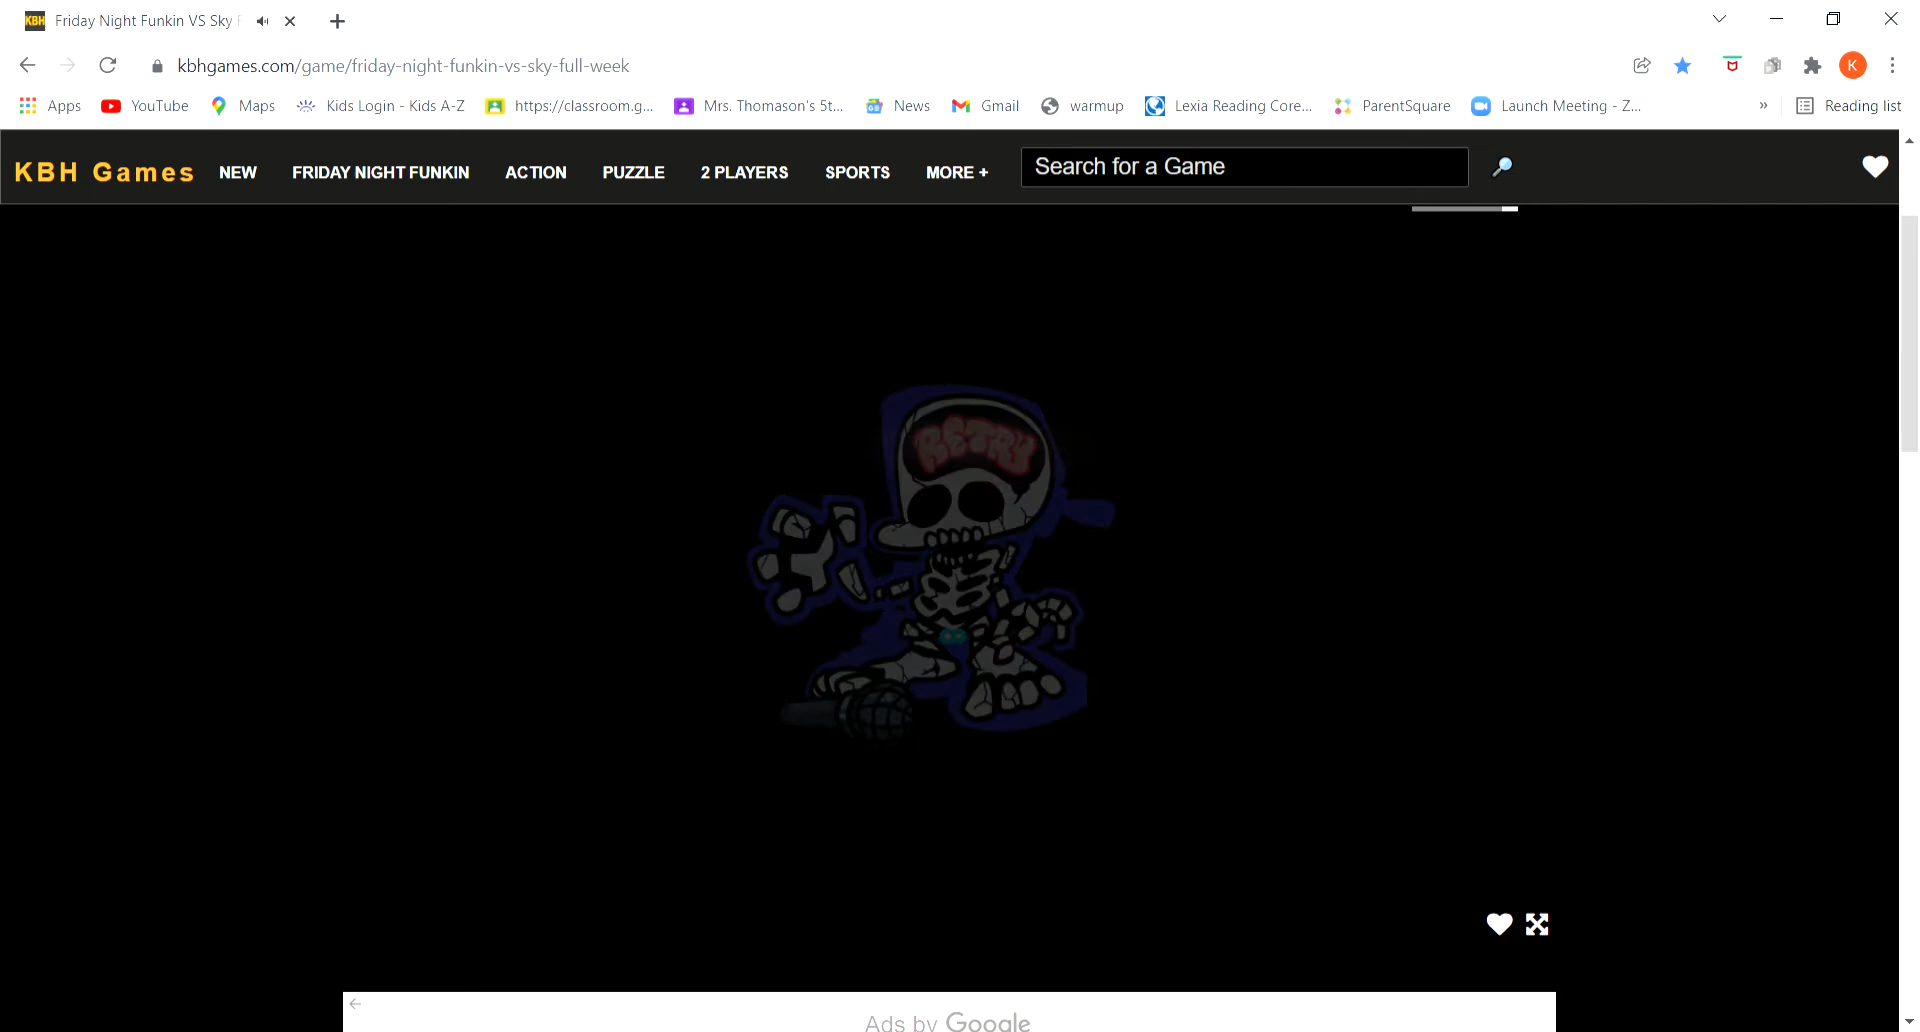 KBH Friday Night Funkin VS Sky F
kbhgames.com/game/friday-night-funkin-vs-sky-full-week K
Apps YouTube Maps Kids Login - Kids A-Z https://classroom.g... Mrs. Thomason's 5t... News Gmail warmup Lexia Reading Core... ParentSquare Launch Meeting - Z... » Reading list
KBH Games NEW FRIDAY NIGHT FUNKIN ACTION PUZZLE 2 PLAYERS SPORTS MORE + Search for a Game
RETRY
Ads by Google